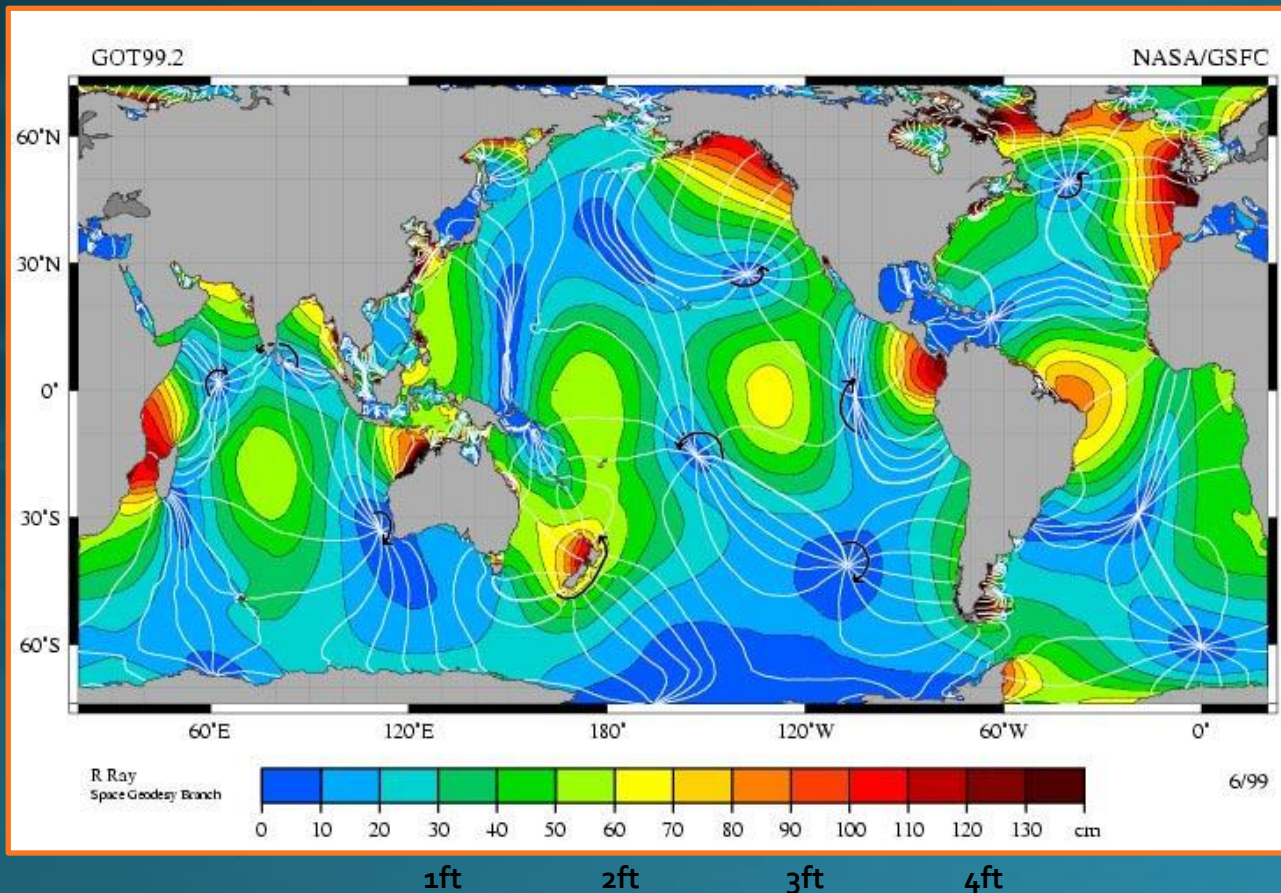 GOT99.2 NASA/GSFC
60°N
30°N
0°
30°S
60°S
60°E 120°E 180° 120°W 60°W 0°
R Ray
Space Geodesy Branch
6/99
0 10 20 30 40 50 60 70 80 90 100 110 120 130 cm
1ft 2ft 3ft 4ft